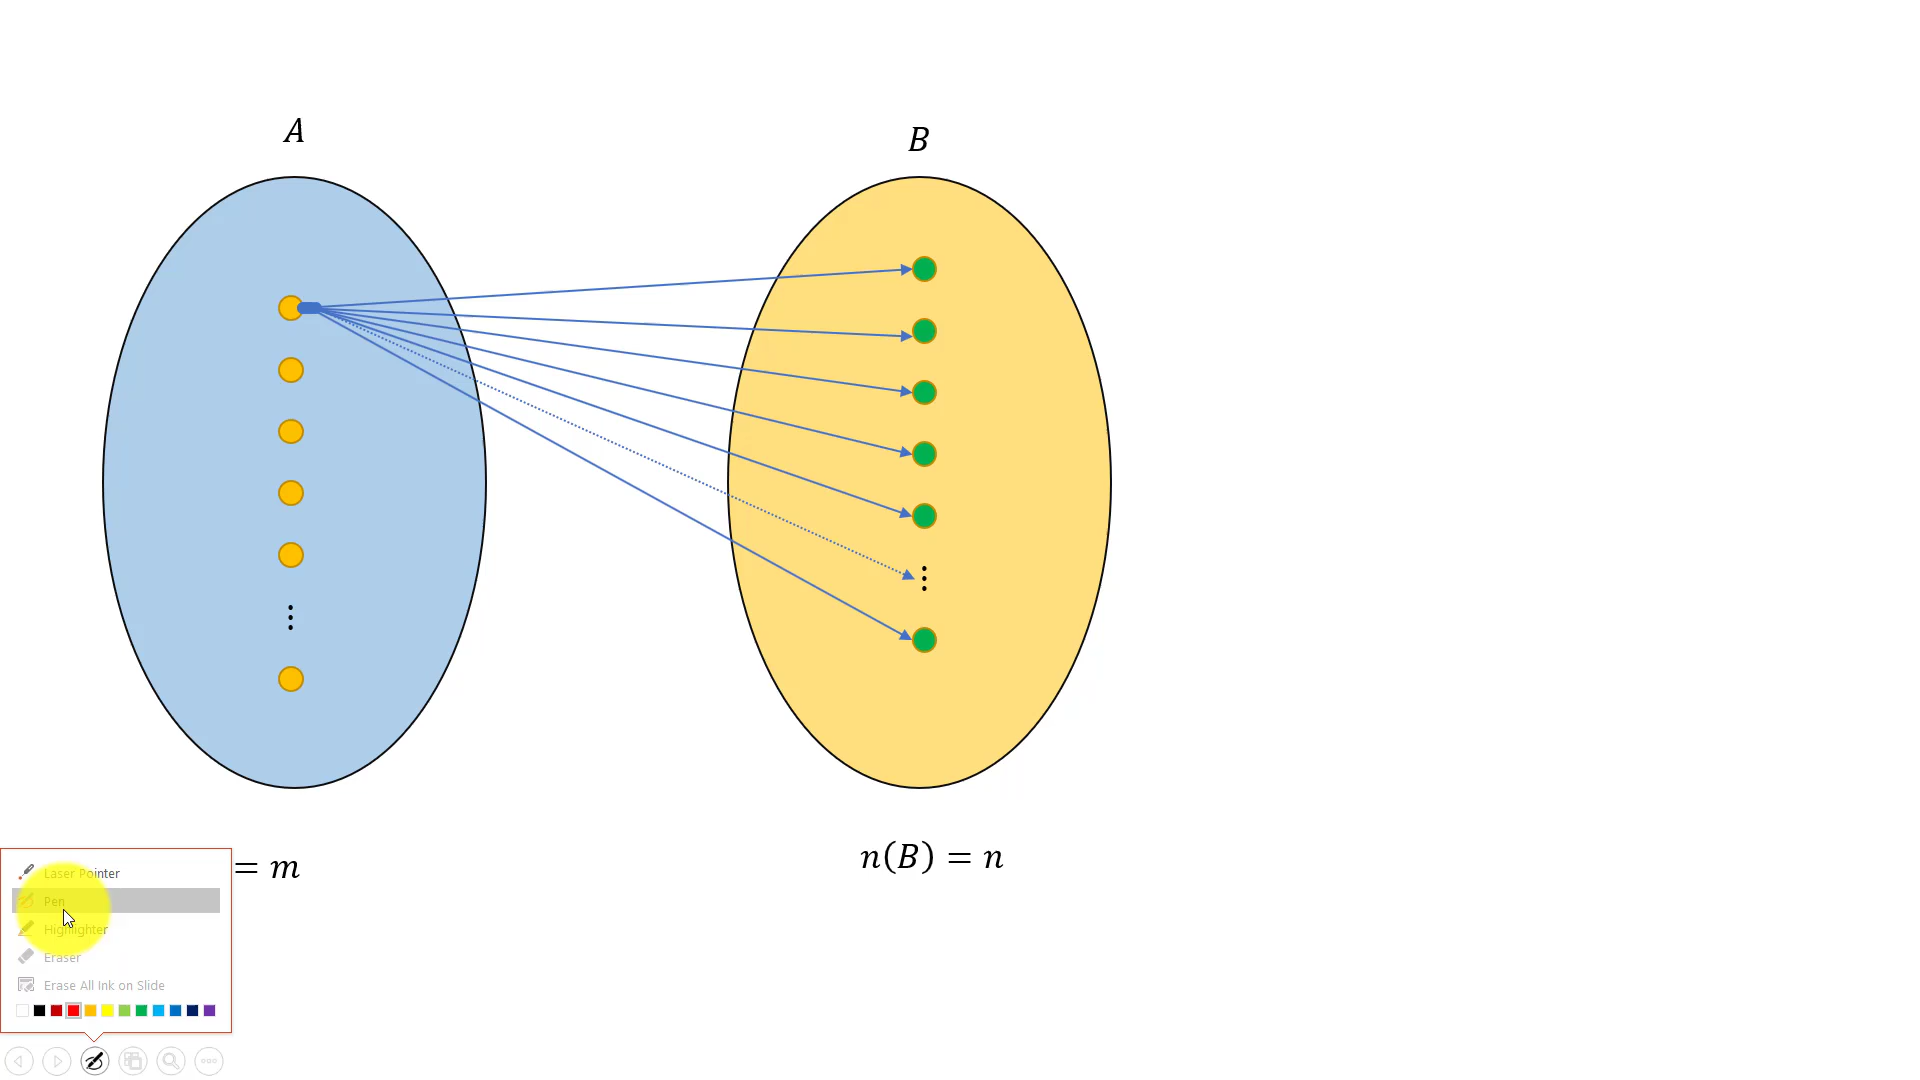 A
B
= m
n(B) = n
Laser Pointer
Pen
Highlighter
Eraser
Erase All Ink on Slide